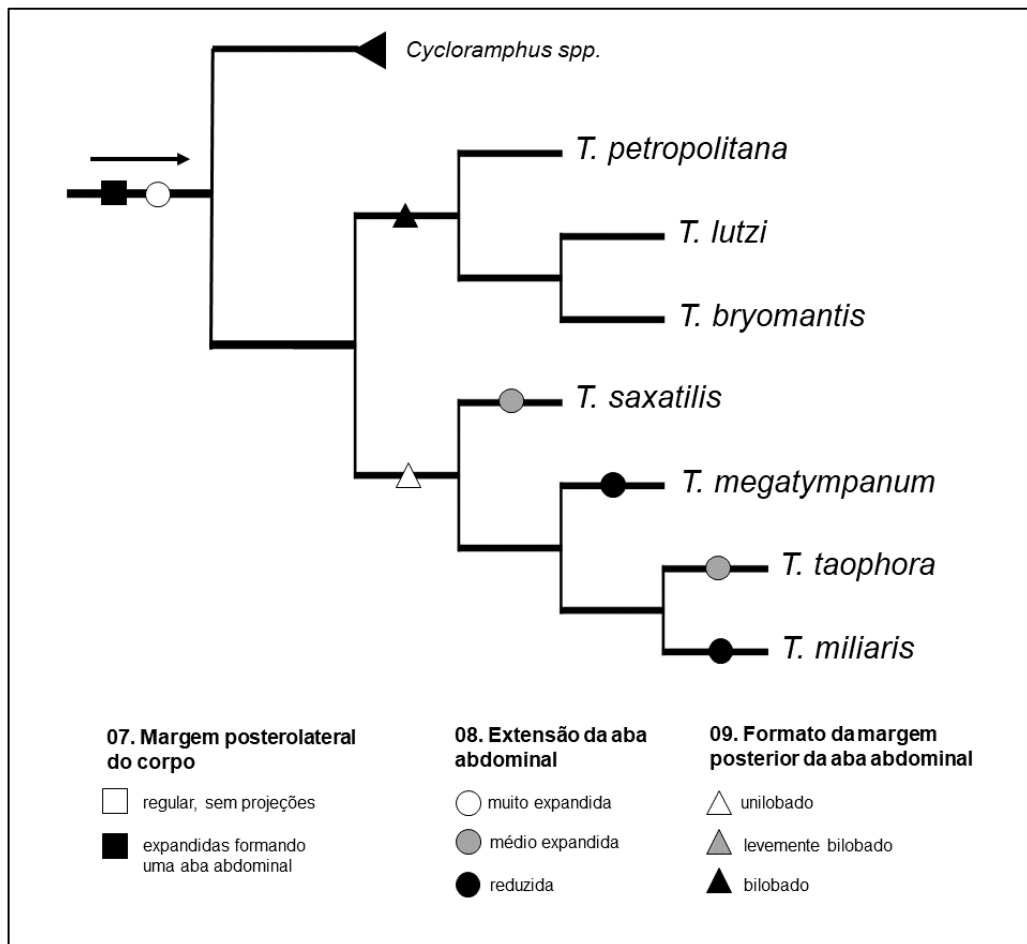 Cycloramphus spp.
T. petropolitana
T. lutzi
T. bryomantis
T. saxatilis
T. megatympanum
T. taophora
T. miliaris
07. Margem posterolateral
do corpo
regular, sem projeções
expandidas formando
uma aba abdominal
08. Extensão da aba
abdominal
muito expandida
médio expandida
reduzida
09. Formato da margem
posterior da aba abdominal
unilobado
levemente bilobado
bilobado